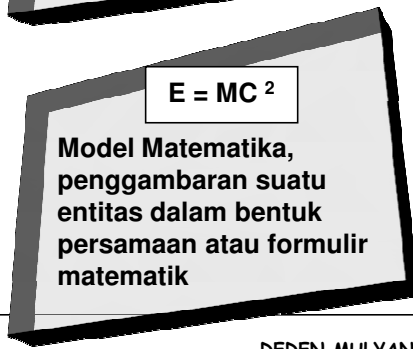 E = MC ²
Model Matematika,
penggambaran suatu
entitas dalam bentuk
persamaan atau formulir
matematik